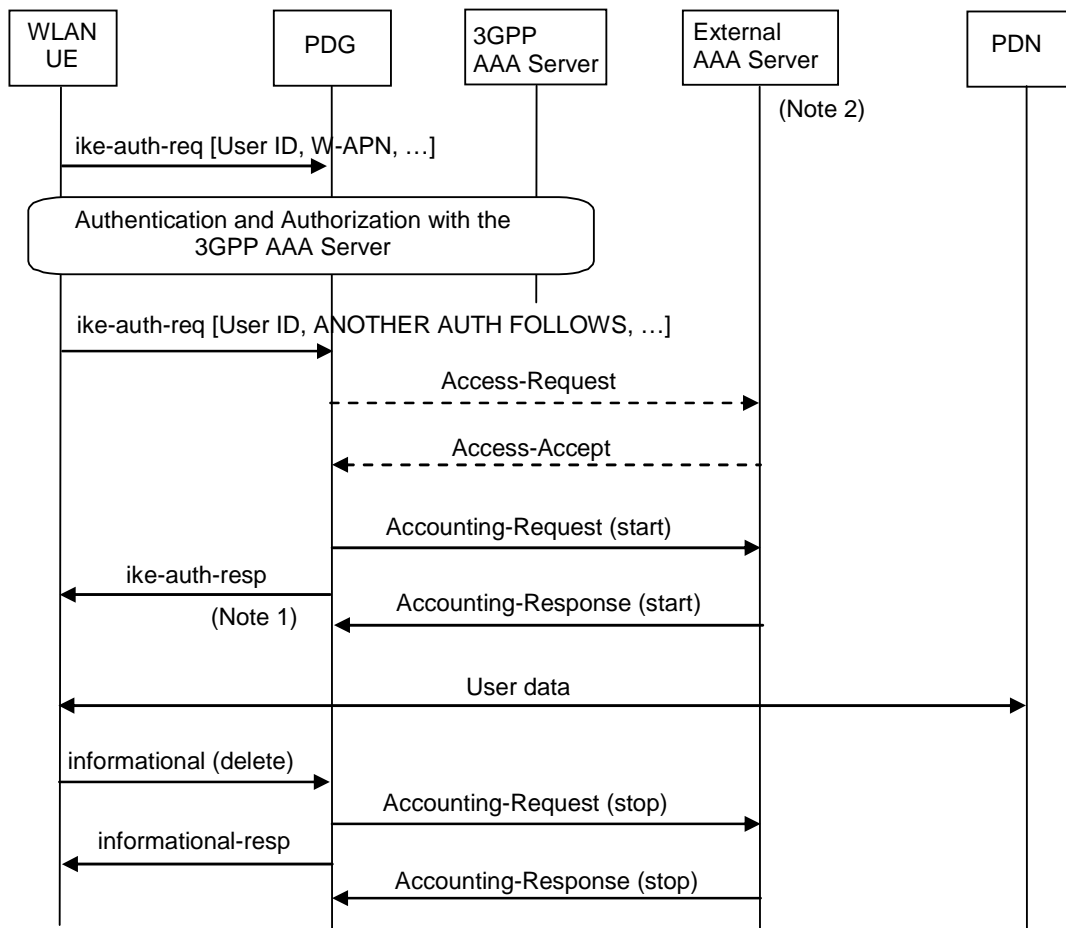 WLAN
UE
PDG
3GPP
AAA Server
External
AAA Server
PDN
(Note 2)
ike-auth-req [User ID, W-APN, …]
Authentication and Authorization with the
3GPP AAA Server
ike-auth-req [User ID, ANOTHER AUTH FOLLOWS, …]
Access-Request
Access-Accept
Accounting-Request (start)
ike-auth-resp
(Note 1)
Accounting-Response (start)
User data
informational (delete)
Accounting-Request (stop)
informational-resp
Accounting-Response (stop)